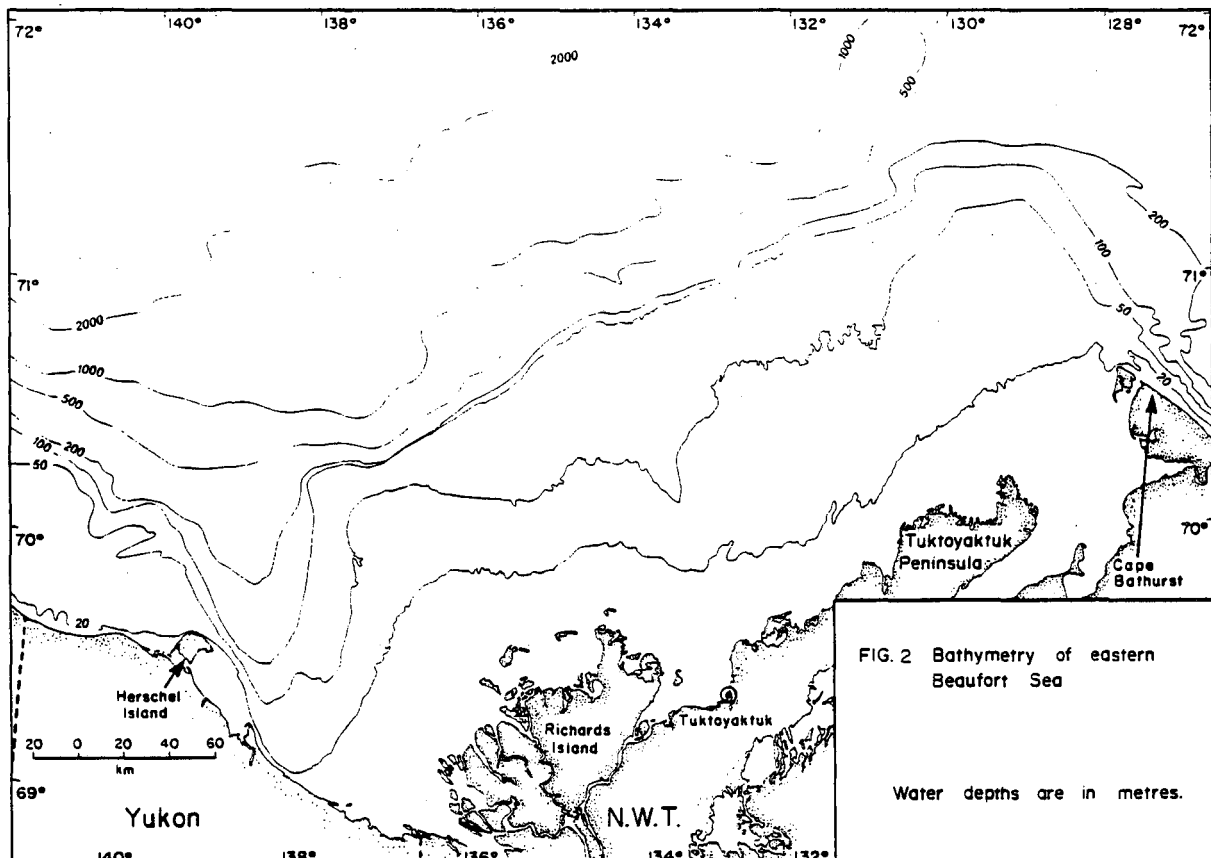 140° 138° 136° 134° 132° 130° 128°
72° 72°
2000
1000
500
200
100
50
20
71° 71°
2000
1000
500
200
100
50
20
70° 70°
Tuktoyaktuk
Peninsula
Cape
Bathurst
Herschel
Island
Richards
Island
Tuktoyaktuk
20 0 20 40 60
km
69°
Yukon
N.W.T.
140° 138° 136° 134° 132°
FIG. 2 Bathymetry of eastern
Beaufort Sea
Water depths are in metres.